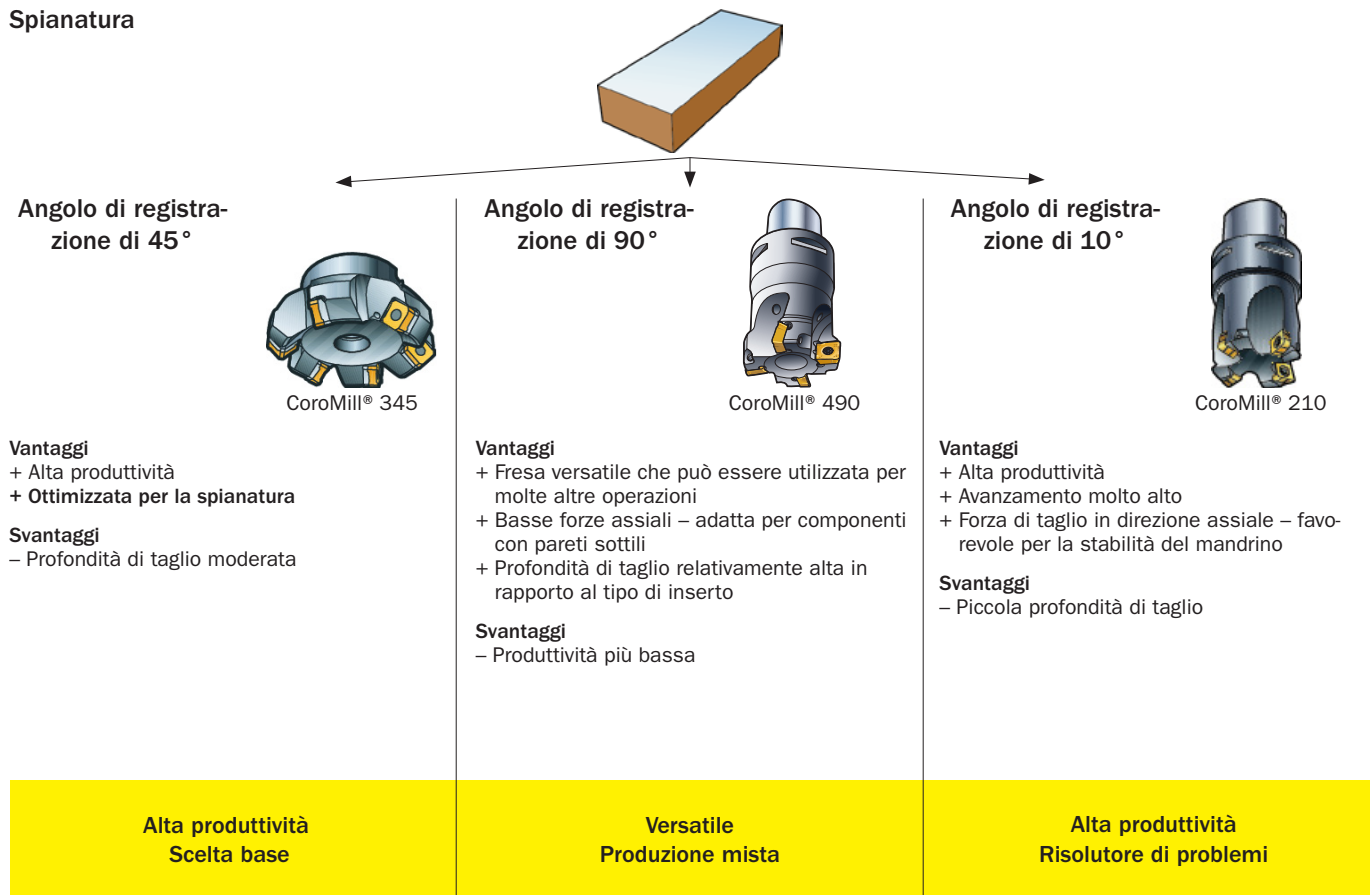 Spianatura
Angolo di registra-
zione di 45°
CoroMill® 345
Vantaggi
+ Alta produttività
+ Ottimizzata per la spianatura
Svantaggi
– Profondità di taglio moderata
Alta produttività
Scelta base
Angolo di registra-
zione di 90°
CoroMill® 490
Vantaggi
+ Fresa versatile che può essere utilizzata per
molte altre operazioni
+ Basse forze assiali – adatta per componenti
con pareti sottili
+ Profondità di taglio relativamente alta in
rapporto al tipo di inserto
Svantaggi
– Produttività più bassa
Versatile
Produzione mista
Angolo di registra-
zione di 10°
CoroMill® 210
Vantaggi
+ Alta produttività
+ Avanzamento molto alto
+ Forza di taglio in direzione assiale – favo-
revole per la stabilità del mandrino
Svantaggi
– Piccola profondità di taglio
Alta produttività
Risolutore di problemi